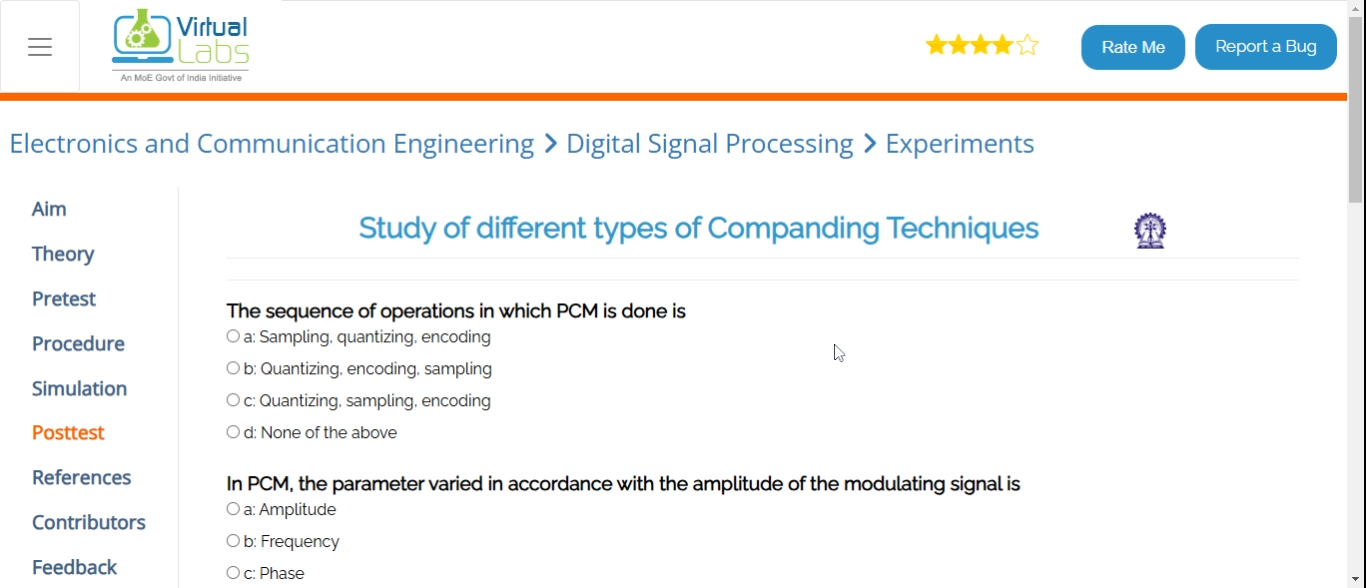 Virtual
Labs
An MoE Govt of India Initiative
Rate Me
Report a Bug
Electronics and Communication Engineering > Digital Signal Processing > Experiments
Aim
Theory
Pretest
Procedure
Simulation
Posttest
References
Contributors
Feedback
Study of different types of Companding Techniques
The sequence of operations in which PCM is done is
a: Sampling, quantizing, encoding
b: Quantizing, encoding, sampling
c: Quantizing, sampling, encoding
d: None of the above
In PCM, the parameter varied in accordance with the amplitude of the modulating signal is
a: Amplitude
b: Frequency
c: Phase